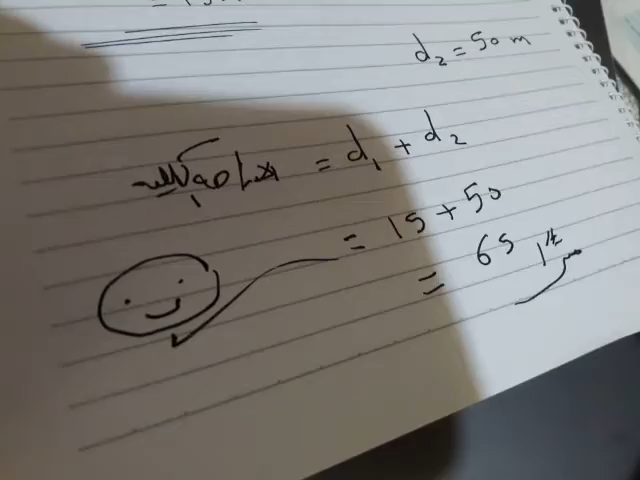 d₂ = 50 m
المسافة الكلية = d₁ + d₂
= 15 + 50
= 65 متر